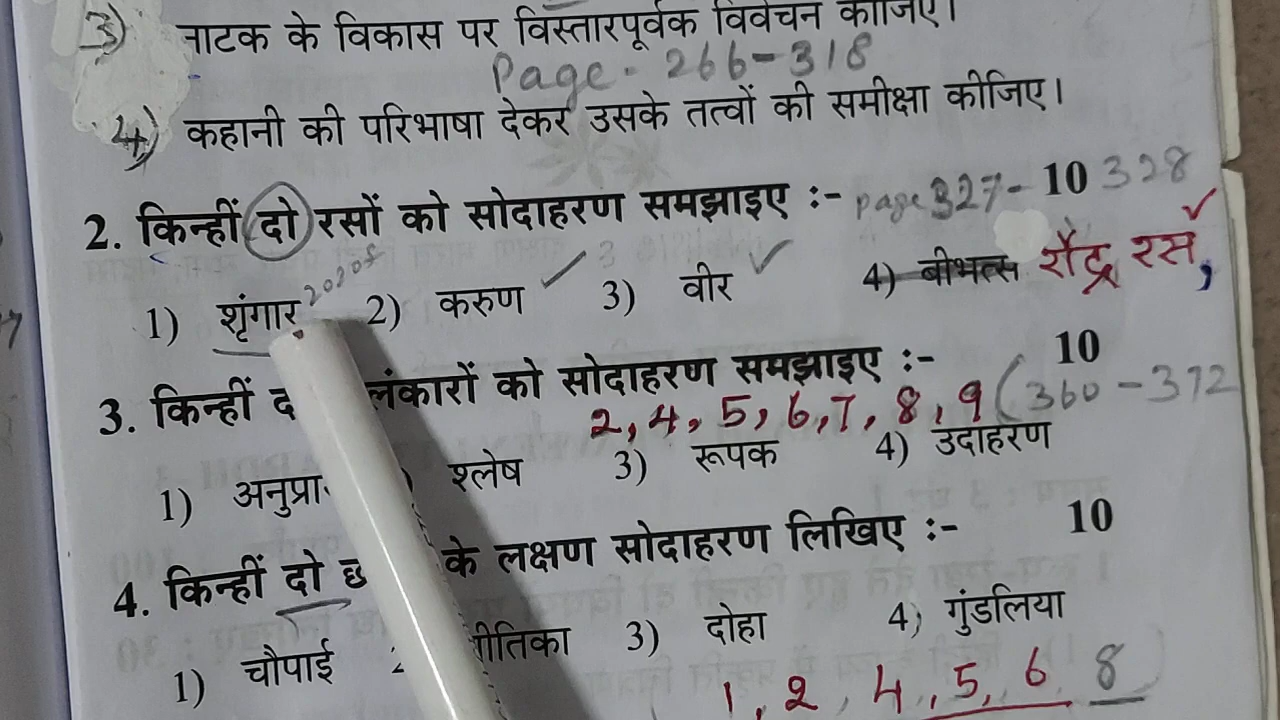 3) नाटक के विकास पर विस्तारपूर्वक विवेचन कीजिए।
Page - 266-318
4) कहानी की परिभाषा देकर उसके तत्वों की समीक्षा कीजिए।
2. किन्हीं दो रसों को सोदाहरण समझाइए :- page 327- 10 328
1) शृंगार 2) करुण 3) वीर 4) बीभत्स रौद्र रस,
3. किन्हीं लंकारों को सोदाहरण समझाइए :- 10
2, 4, 5, 6, 7, 8, 9 (360-372
1) अनुप्रा श्लेष 3) रूपक 4) उदाहरण
4. किन्हीं दो छ के लक्षण सोदाहरण लिखिए :- 10
1) चौपाई गीतिका 3) दोहा 4) गुंडलिया
1, 2, 4, 5, 6 8